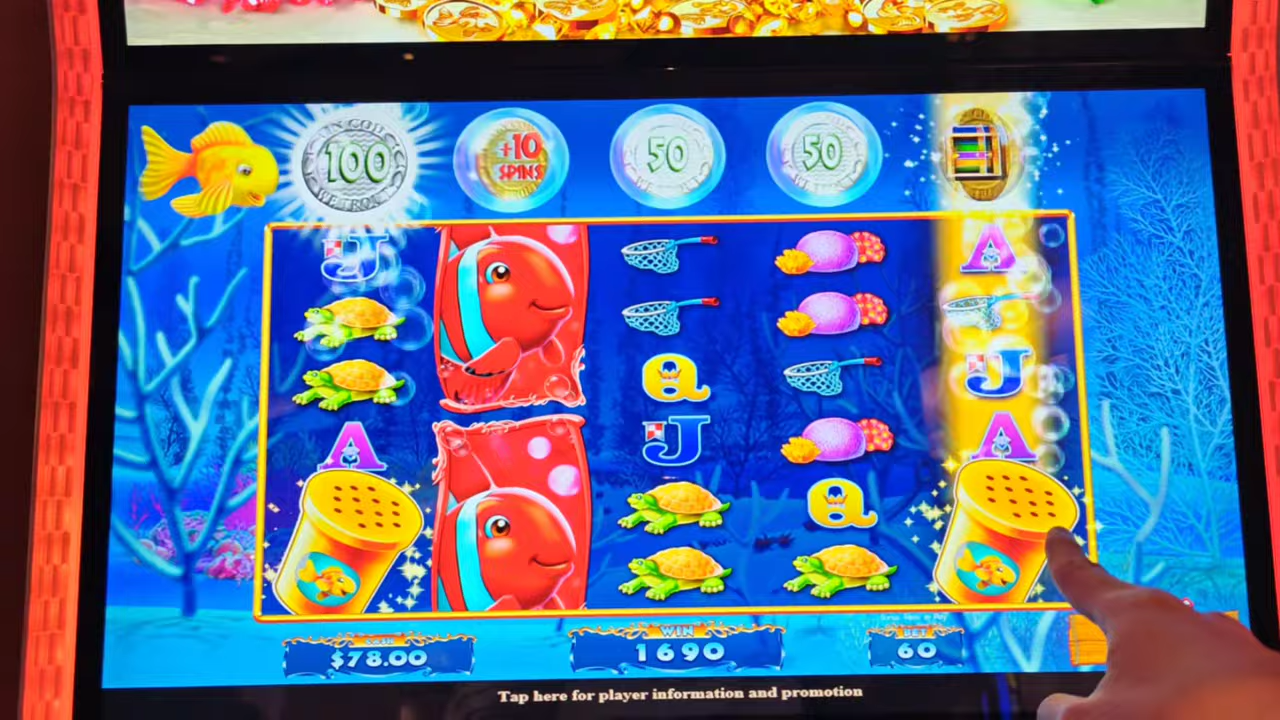 100
+10
SPINS
50
50
J
A
Q
J
Q
A
J
A
WIN
BET
$78.00
1690
60
Tap here for player information and promotion